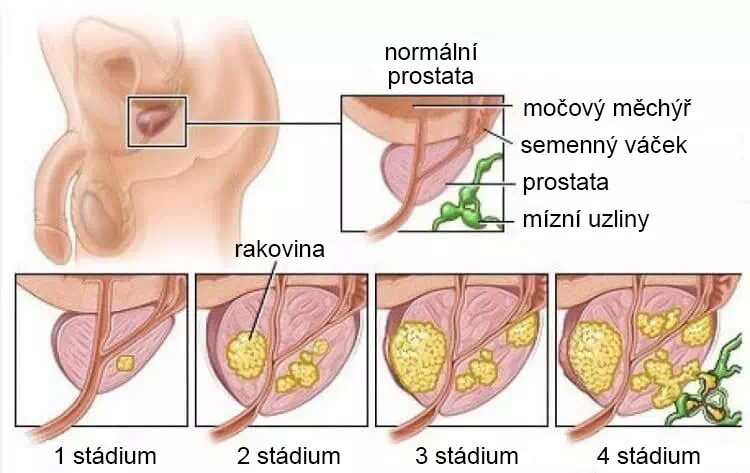 normální
prostata
močový měchýř
semenný váček
prostata
mízní uzliny
rakovina
1 stádium
2 stádium
3 stádium
4 stádium